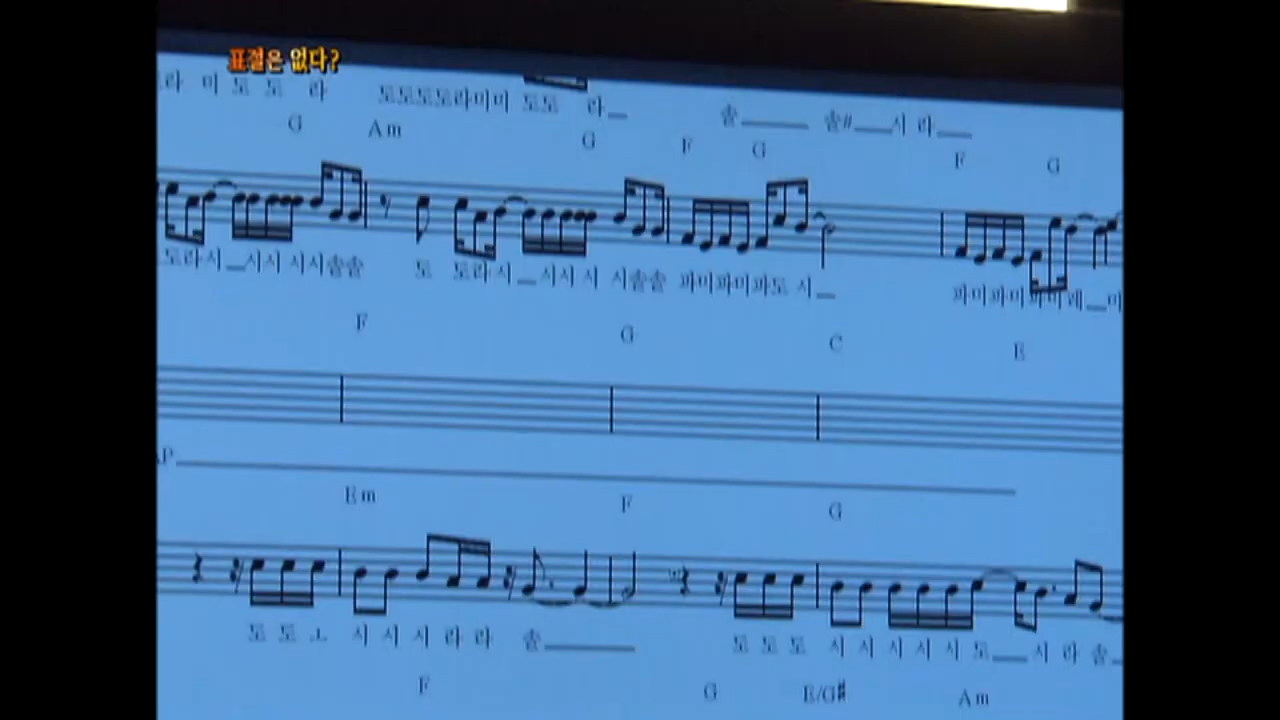 표절은 없다?
라 미 도 도 라 도도도도라미미 도도 라 솔 솔# 시 라
G Am G F G F G
도라시 시시 시시솔솔 도 도라시 시시 시 시솔솔 파미파미파도 시 파미파미파미레 미
F G C E
Em F G
도 도 시 시 시 라 라 솔 도 도 도 시 시 시 시 시 도 시 라 솔
F G E/G# Am